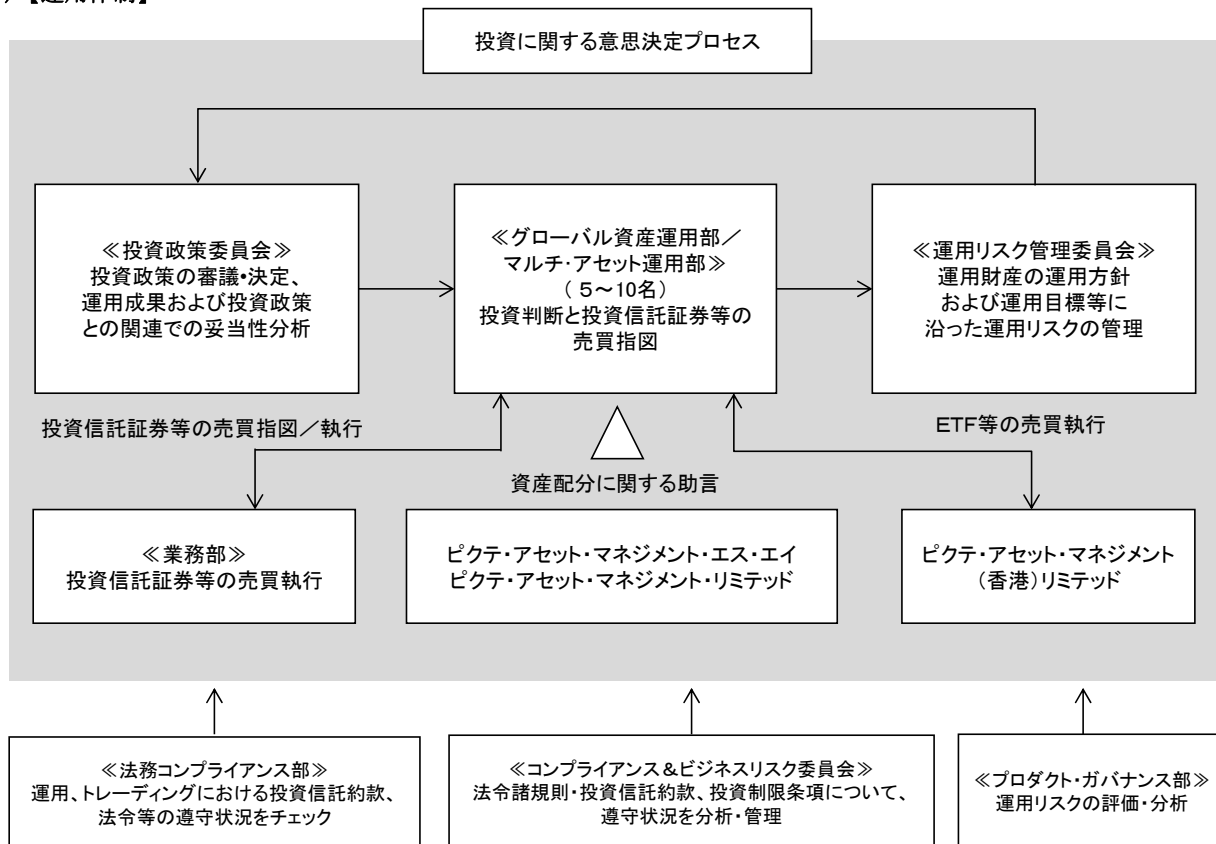 【運用体制】
投資に関する意思決定プロセス
≪投資政策委員会≫
投資政策の審議・決定、
運用成果および投資政策
との関連での妥当性分析
≪グローバル資産運用部／
マルチ・アセット運用部≫
（ 5～10名）
投資判断と投資信託証券等の
売買指図
≪運用リスク管理委員会≫
運用財産の運用方針
および運用目標等に
沿った運用リスクの管理
投資信託証券等の売買指図／執行
ETF等の売買執行
資産配分に関する助言
≪業務部≫
投資信託証券等の売買執行
ピクテ・アセット・マネジメント・エス・エイ
ピクテ・アセット・マネジメント・リミテッド
ピクテ・アセット・マネジメント
（香港）リミテッド
≪法務コンプライアンス部≫
運用、トレーディングにおける投資信託約款、
法令等の遵守状況をチェック
≪コンプライアンス＆ビジネスリスク委員会≫
法令諸規則・投資信託約款、投資制限条項について、
遵守状況を分析・管理
≪プロダクト・ガバナンス部≫
運用リスクの評価・分析